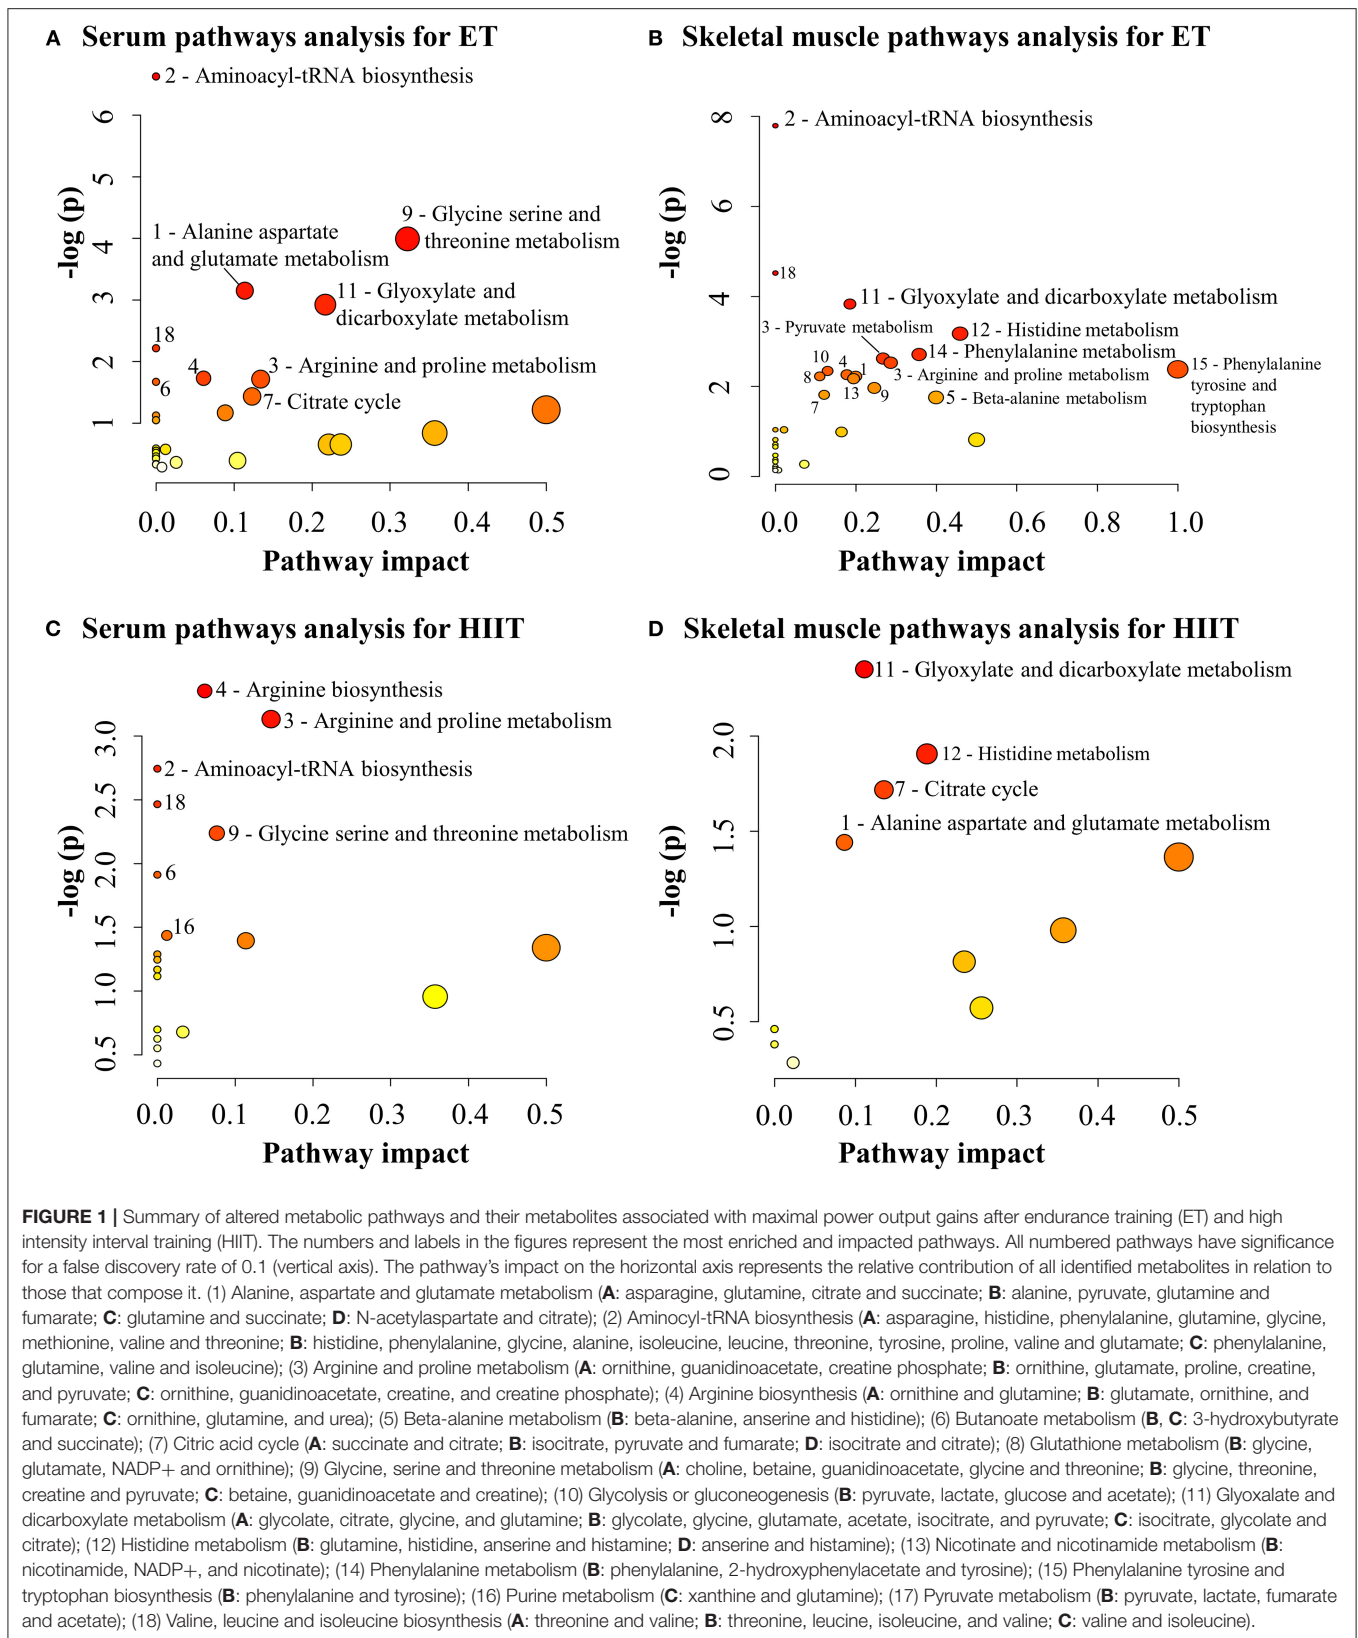 A Serum pathways analysis for ET
2 - Aminoacyl-tRNA biosynthesis
9 - Glycine serine and
threonine metabolism
1 - Alanine aspartate
and glutamate metabolism
11 - Glyoxylate and
dicarboxylate metabolism
18
4
3 - Arginine and proline metabolism
6
7- Citrate cycle
-log (p)
6
5
4
3
2
1
0.0 0.1 0.2 0.3 0.4 0.5
Pathway impact
B Skeletal muscle pathways analysis for ET
2 - Aminoacyl-tRNA biosynthesis
18
11 - Glyoxylate and dicarboxylate metabolism
3 - Pyruvate metabolism
12 - Histidine metabolism
14 - Phenylalanine metabolism
10
4
1
8
3 - Arginine and proline metabolism
15 - Phenylalanine
tyrosine and
tryptophan
biosynthesis
13
9
7
5 - Beta-alanine metabolism
-log (p)
8
6
4
2
0
0.0 0.2 0.4 0.6 0.8 1.0
Pathway impact
C Serum pathways analysis for HIIT
4 - Arginine biosynthesis
3 - Arginine and proline metabolism
2 - Aminoacyl-tRNA biosynthesis
18
9 - Glycine serine and threonine metabolism
6
16
-log (p)
3.0
2.5
2.0
1.5
1.0
0.5
0.0 0.1 0.2 0.3 0.4 0.5
Pathway impact
D Skeletal muscle pathways analysis for HIIT
11 - Glyoxylate and dicarboxylate metabolism
12 - Histidine metabolism
7 - Citrate cycle
1 - Alanine aspartate and glutamate metabolism
-log (p)
2.0
1.5
1.0
0.5
0.0 0.1 0.2 0.3 0.4 0.5
Pathway impact
FIGURE 1 | Summary of altered metabolic pathways and their metabolites associated with maximal power output gains after endurance training (ET) and high
intensity interval training (HIIT). The numbers and labels in the figures represent the most enriched and impacted pathways. All numbered pathways have significance
for a false discovery rate of 0.1 (vertical axis). The pathway's impact on the horizontal axis represents the relative contribution of all identified metabolites in relation to
those that compose it. (1) Alanine, aspartate and glutamate metabolism (A: asparagine, glutamine, citrate and succinate; B: alanine, pyruvate, glutamine and
fumarate; C: glutamine and succinate; D: N-acetylaspartate and citrate); (2) Aminocyl-tRNA biosynthesis (A: asparagine, histidine, phenylalanine, glutamine, glycine,
methionine, valine and threonine; B: histidine, phenylalanine, glycine, alanine, isoleucine, leucine, threonine, tyrosine, proline, valine and glutamate; C: phenylalanine,
glutamine, valine and isoleucine); (3) Arginine and proline metabolism (A: ornithine, guanidinoacetate, creatine phosphate; B: ornithine, glutamate, proline, creatine,
and pyruvate; C: ornithine, guanidinoacetate, creatine, and creatine phosphate); (4) Arginine biosynthesis (A: ornithine and glutamine; B: glutamate, ornithine, and
fumarate; C: ornithine, glutamine, and urea); (5) Beta-alanine metabolism (B: beta-alanine, anserine and histidine); (6) Butanoate metabolism (B, C: 3-hydroxybutyrate
and succinate); (7) Citric acid cycle (A: succinate and citrate; B: isocitrate, pyruvate and fumarate; D: isocitrate and citrate); (8) Glutathione metabolism (B: glycine,
glutamate, NADP+ and ornithine); (9) Glycine, serine and threonine metabolism (A: choline, betaine, guanidinoacetate, glycine and threonine; B: glycine, threonine,
creatine and pyruvate; C: betaine, guanidinoacetate and creatine); (10) Glycolysis or gluconeogenesis (B: pyruvate, lactate, glucose and acetate); (11) Glyoxalate and
dicarboxylate metabolism (A: glycolate, citrate, glycine, and glutamine; B: glycolate, glycine, glutamate, acetate, isocitrate, and pyruvate; C: isocitrate, glycolate and
citrate); (12) Histidine metabolism (B: glutamine, histidine, anserine and histamine; D: anserine and histamine); (13) Nicotinate and nicotinamide metabolism (B:
nicotinamide, NADP+, and nicotinate); (14) Phenylalanine metabolism (B: phenylalanine, 2-hydroxyphenylacetate and tyrosine); (15) Phenylalanine tyrosine and
tryptophan biosynthesis (B: phenylalanine and tyrosine); (16) Purine metabolism (C: xanthine and glutamine); (17) Pyruvate metabolism (B: pyruvate, lactate, fumarate
and acetate); (18) Valine, leucine and isoleucine biosynthesis (A: threonine and valine; B: threonine, leucine, isoleucine, and valine; C: valine and isoleucine).